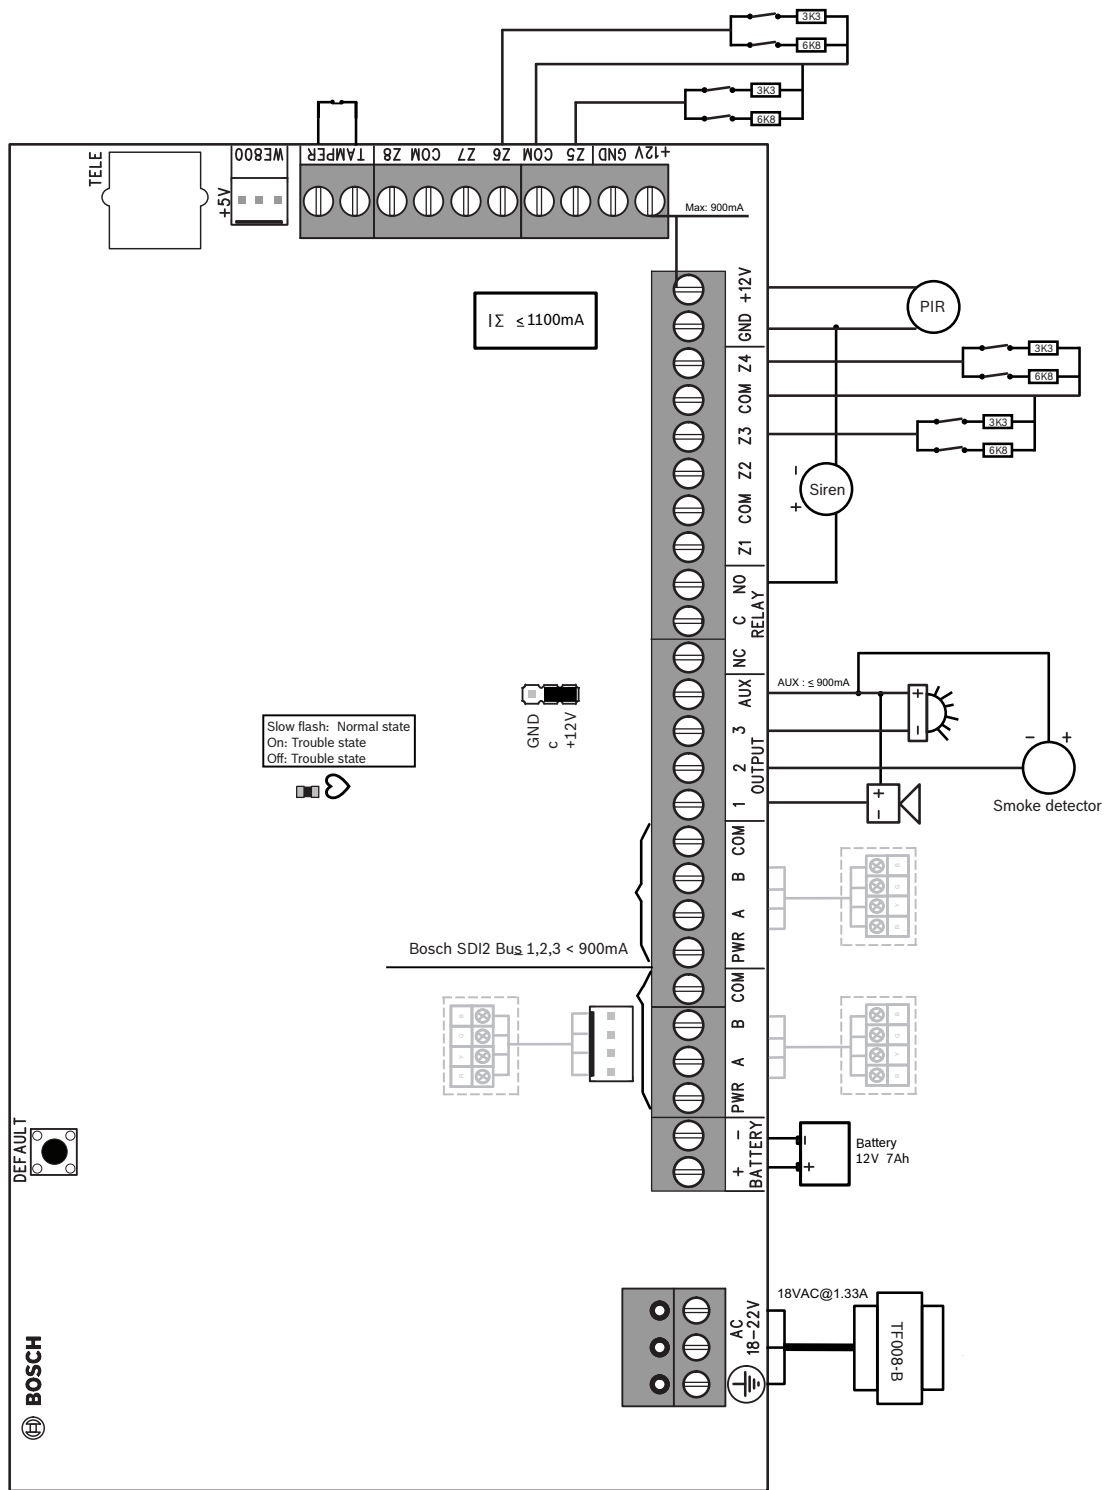 3K3
6K8
3K3
6K8
TELE
WE800
+5V
TAMPER
Z8
COM
Z7
Z6
COM
Z5
GND
+12V
Max: 900mA
I Σ ≤ 1100mA
+12V
GND
PIR
Z4
COM
3K3
6K8
Z3
3K3
6K8
Z2
COM
Z1
-
+
Siren
NO
C
NC
RELAY
AUX
AUX : ≤ 900mA
3
2
1
OUTPUT
+
-
+
-
-
+
Smoke detector
GND
c
+12V
Slow flash: Normal state
On: Trouble state
Off: Trouble state
COM
B
A
PWR
Bosch SDI2 Bus 1,2,3 ≤ 900mA
COM
B
A
PWR
DEFAULT
-
+
BATTERY
-
+
Battery
12V 7Ah
18VAC@1.33A
AC
18-22V
TF008-B
BOSCH